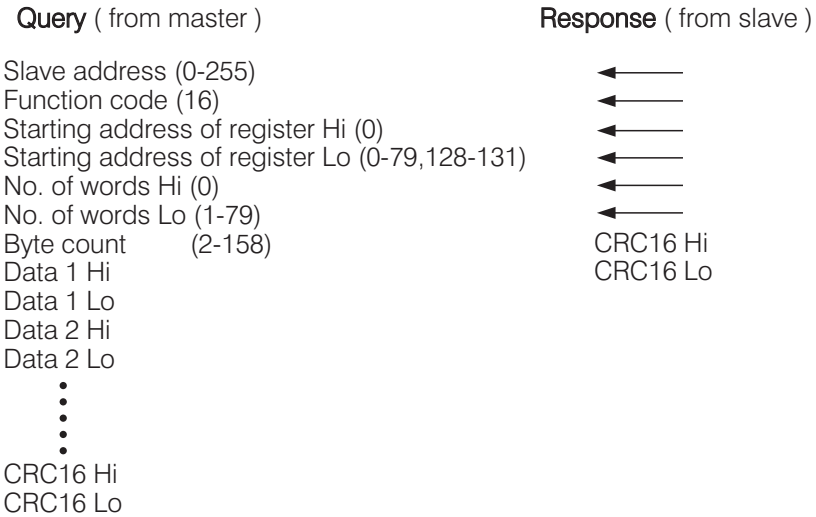 Query ( from master ) Response ( from slave )
Slave address (0-255)
Function code (16)
Starting address of register Hi (0)
Starting address of register Lo (0-79,128-131)
No. of words Hi (0)
No. of words Lo (1-79)
Byte count (2-158) CRC16 Hi
Data 1 Hi CRC16 Lo
Data 1 Lo
Data 2 Hi
Data 2 Lo
CRC16 Hi
CRC16 Lo